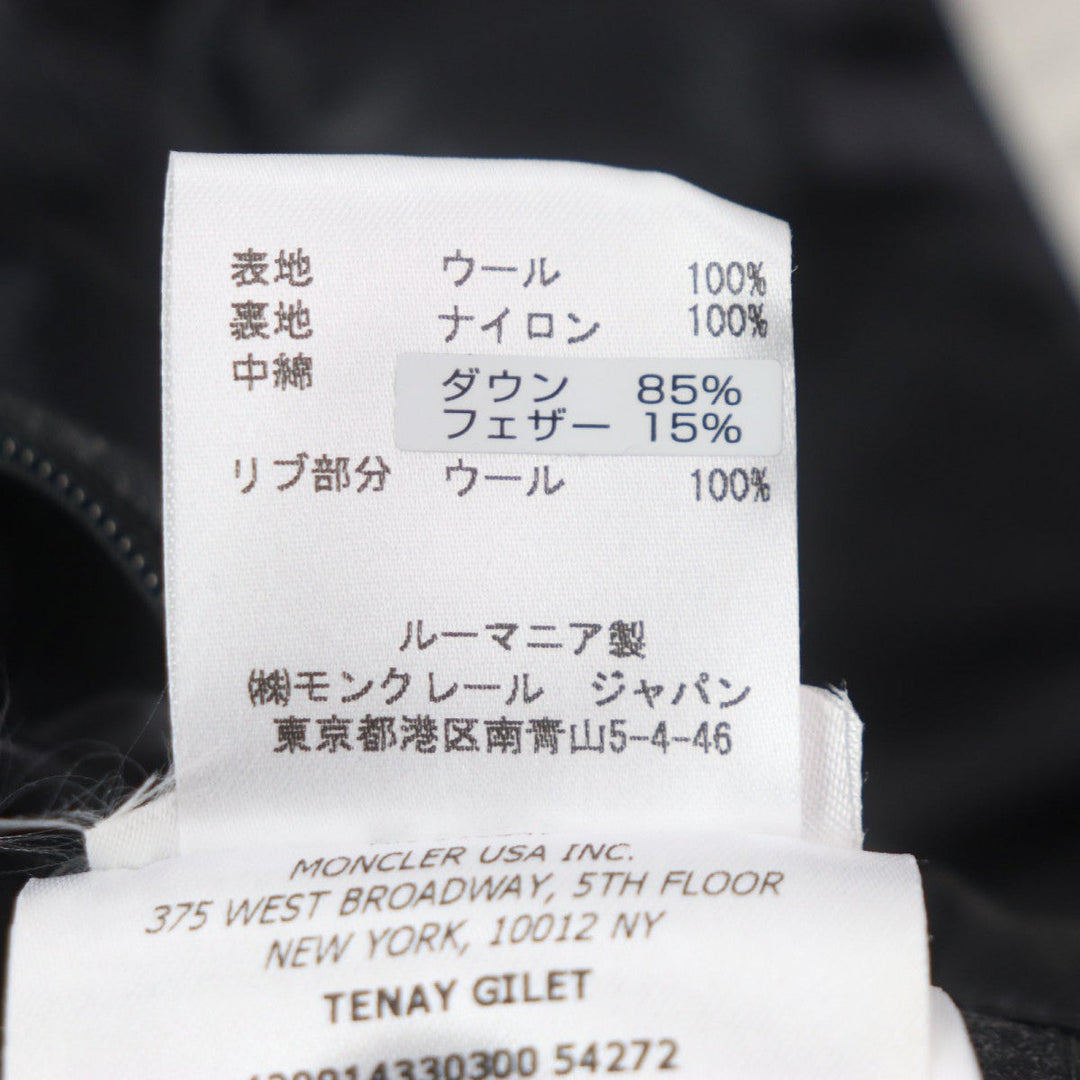 表地 ウール 100%
裏地 ナイロン 100%
中綿 ダウン 85%
フェザー 15%
リブ部分 ウール 100%
ルーマニア製
㈱モンクレール ジャパン
東京都港区南青山5-4-46
MONCLER USA INC.
375 WEST BROADWAY, 5TH FLOOR
NEW YORK, 10012 NY
TENAY GILET
54272